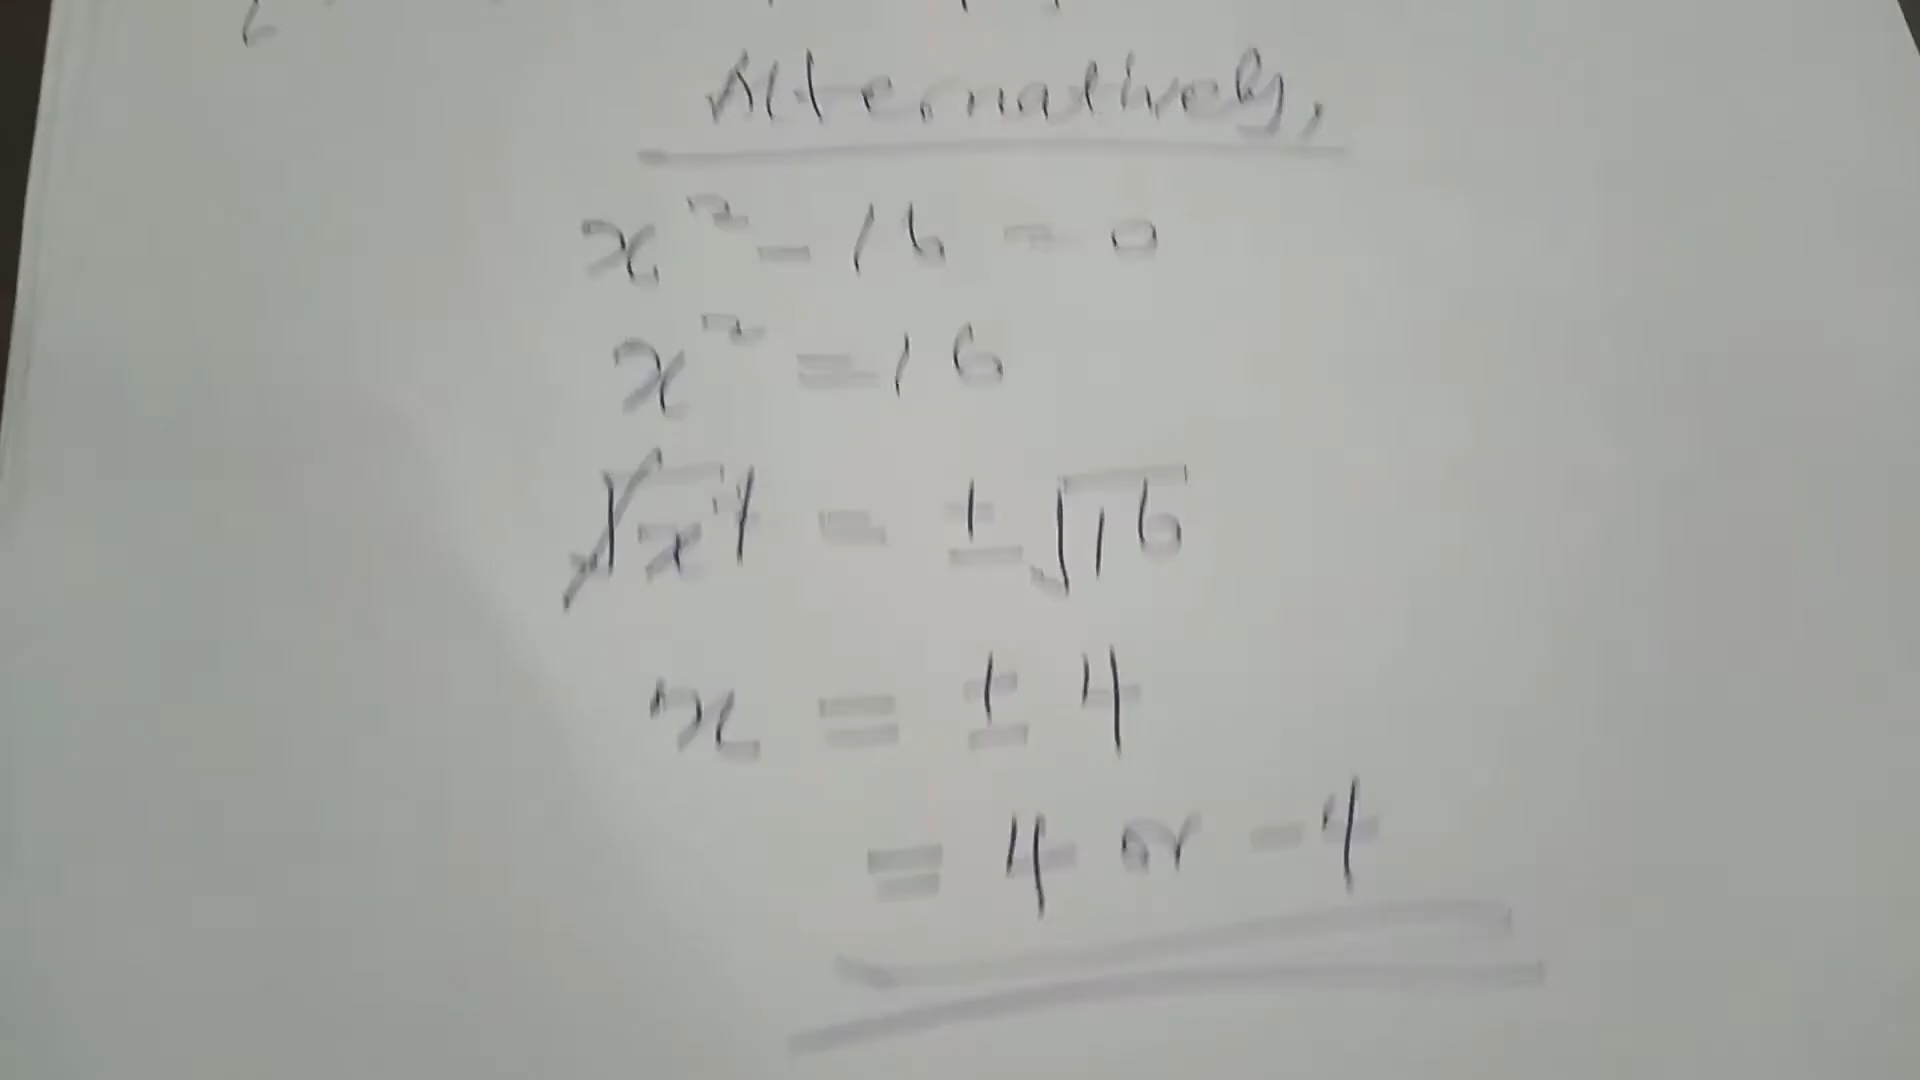 Alternatively,
x² - 16 = 0
x² = 16
√x² = ± √16
x = ± 4
= 4 or -4